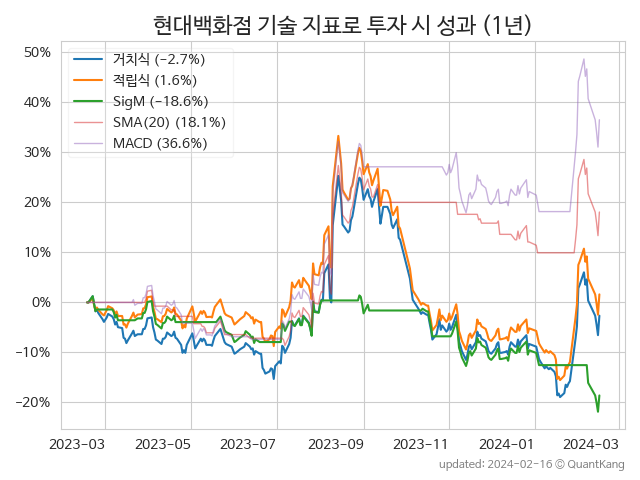 현대백화점 기술 지표로 투자 시 성과 (1년)
50%
40%
30%
20%
10%
0%
−10%
−20%
거치식 (−2.7%)
적립식 (1.6%)
SigM (−18.6%)
SMA(20) (18.1%)
MACD (36.6%)
2023-03 2023-05 2023-07 2023-09 2023-11 2024-01 2024-03
updated: 2024-02-16 © QuantKang